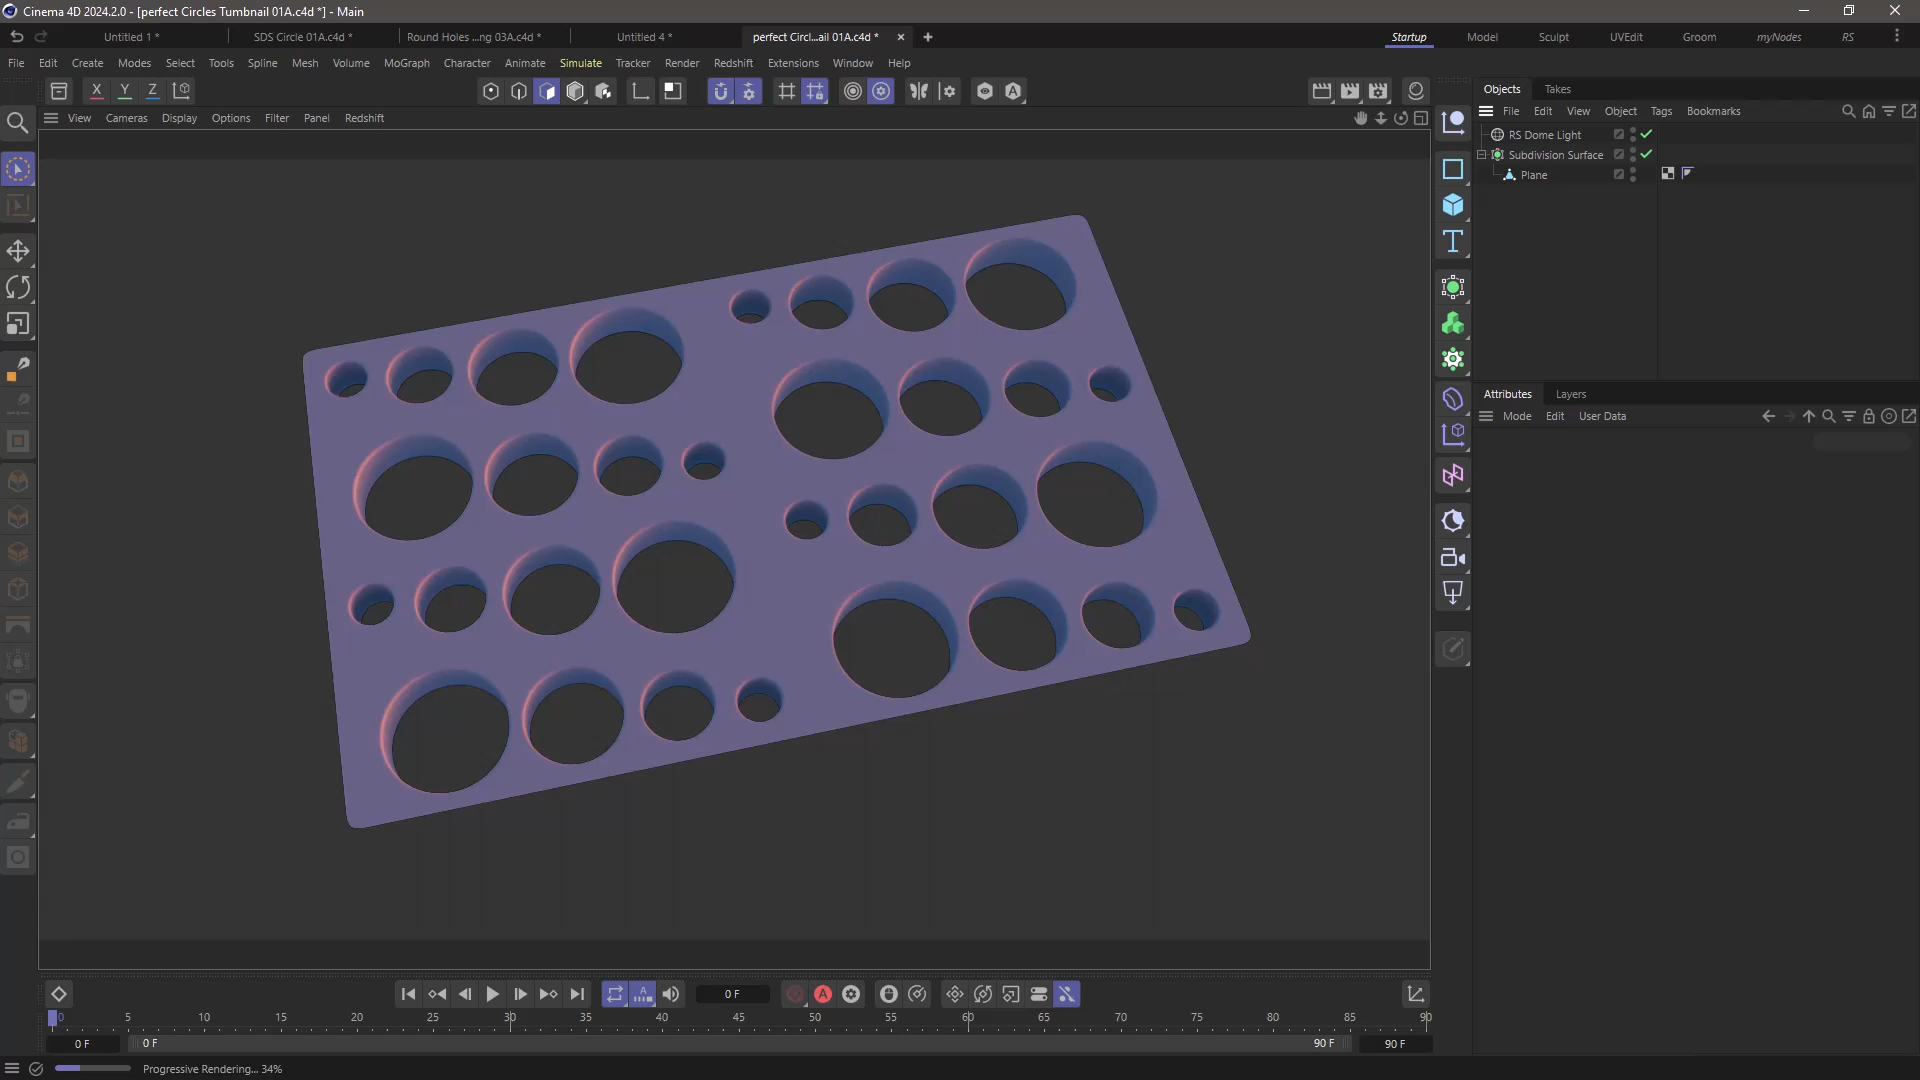 Cinema 4D 2024.2.0 - [perfect Circles Tumbnail 01A.c4d *] - Main
Untitled 1 *
SDS Circle 01A.c4d *
Round Holes ...ng 03A.c4d *
Untitled 4 *
perfect Circl...ail 01A.c4d *
Startup
Model
Sculpt
UVEdit
Groom
myNodes
RS
File Edit Create Modes Select Tools Spline Mesh Volume MoGraph Character Animate Simulate Tracker Render Redshift Extensions Window Help
X Y Z
Objects Takes
View Cameras Display Options Filter Panel Redshift
File Edit View Object Tags Bookmarks
RS Dome Light
Subdivision Surface
Plane
Attributes Layers
Mode Edit User Data
0 F
0 5 10 15 20 25 30 35 40 45 50 55 60 65 70 75 80 85 90
0 F 0 F 90 F 90 F
Progressive Rendering... 34%